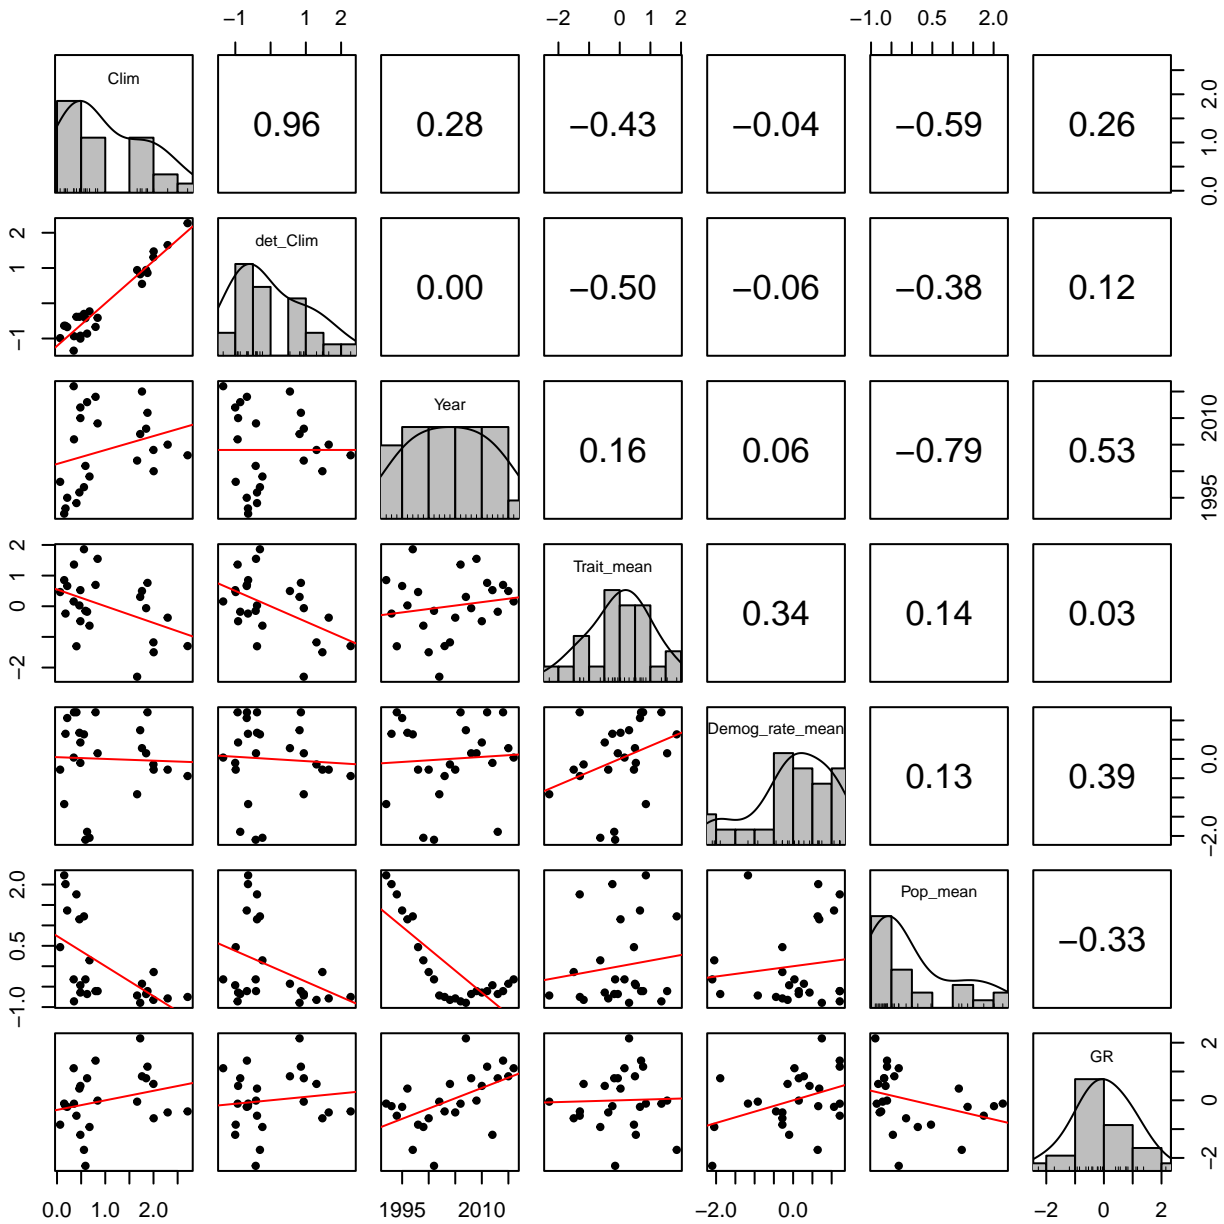 −1 1 2 −2 0 1 2 −1.0 0.5 2.0
Clim 0.96 0.28 −0.43 −0.04 −0.59 0.26 0.0 1.0 2.0
−1 1 2 det_Clim 0.00 −0.50 −0.06 −0.38 0.12
Year 0.16 0.06 −0.79 0.53 1995 2010
−2 0 1 2 Trait_mean 0.34 0.14 0.03
Demog_rate_mean 0.13 0.39 −2.0 0.0
−1.0 0.5 2.0 Pop_mean −0.33
GR −2 0 1 2
0.0 1.0 2.0 1995 2010 −2.0 0.0 −2 0 2